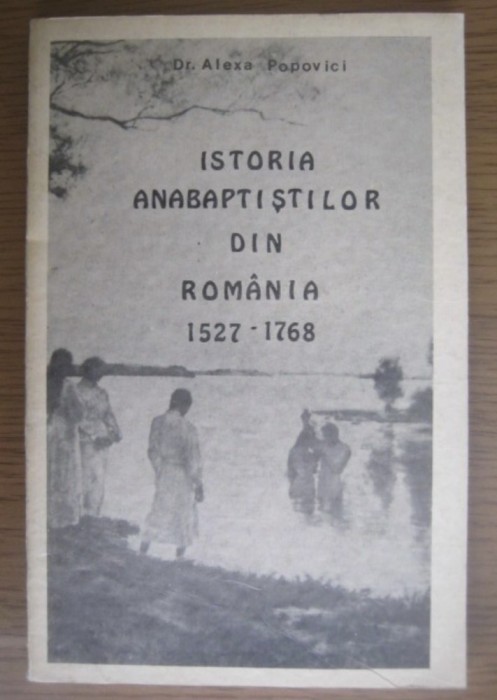 Dr. Alexa Popovici
ISTORIA
ANABAPTIŞTILOR
DIN
ROMÂNIA
1527 - 1768